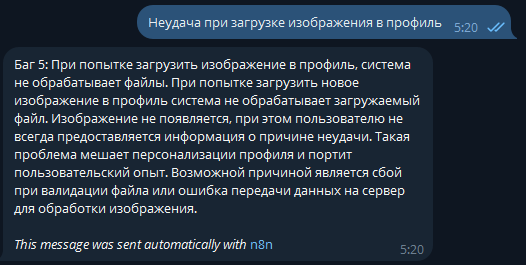 Неудача при загрузке изображения в профиль 5:20
Баг 5: При попытке загрузить изображение в профиль, система
не обрабатывает файлы. При попытке загрузить новое
изображение в профиль система не обрабатывает загружаемый
файл. Изображение не появляется, при этом пользователю не
всегда предоставляется информация о причине неудачи. Такая
проблема мешает персонализации профиля и портит
пользовательский опыт. Возможной причиной является сбой
при валидации файла или ошибка передачи данных на сервер
для обработки изображения.
This message was sent automatically with n8n
5:20